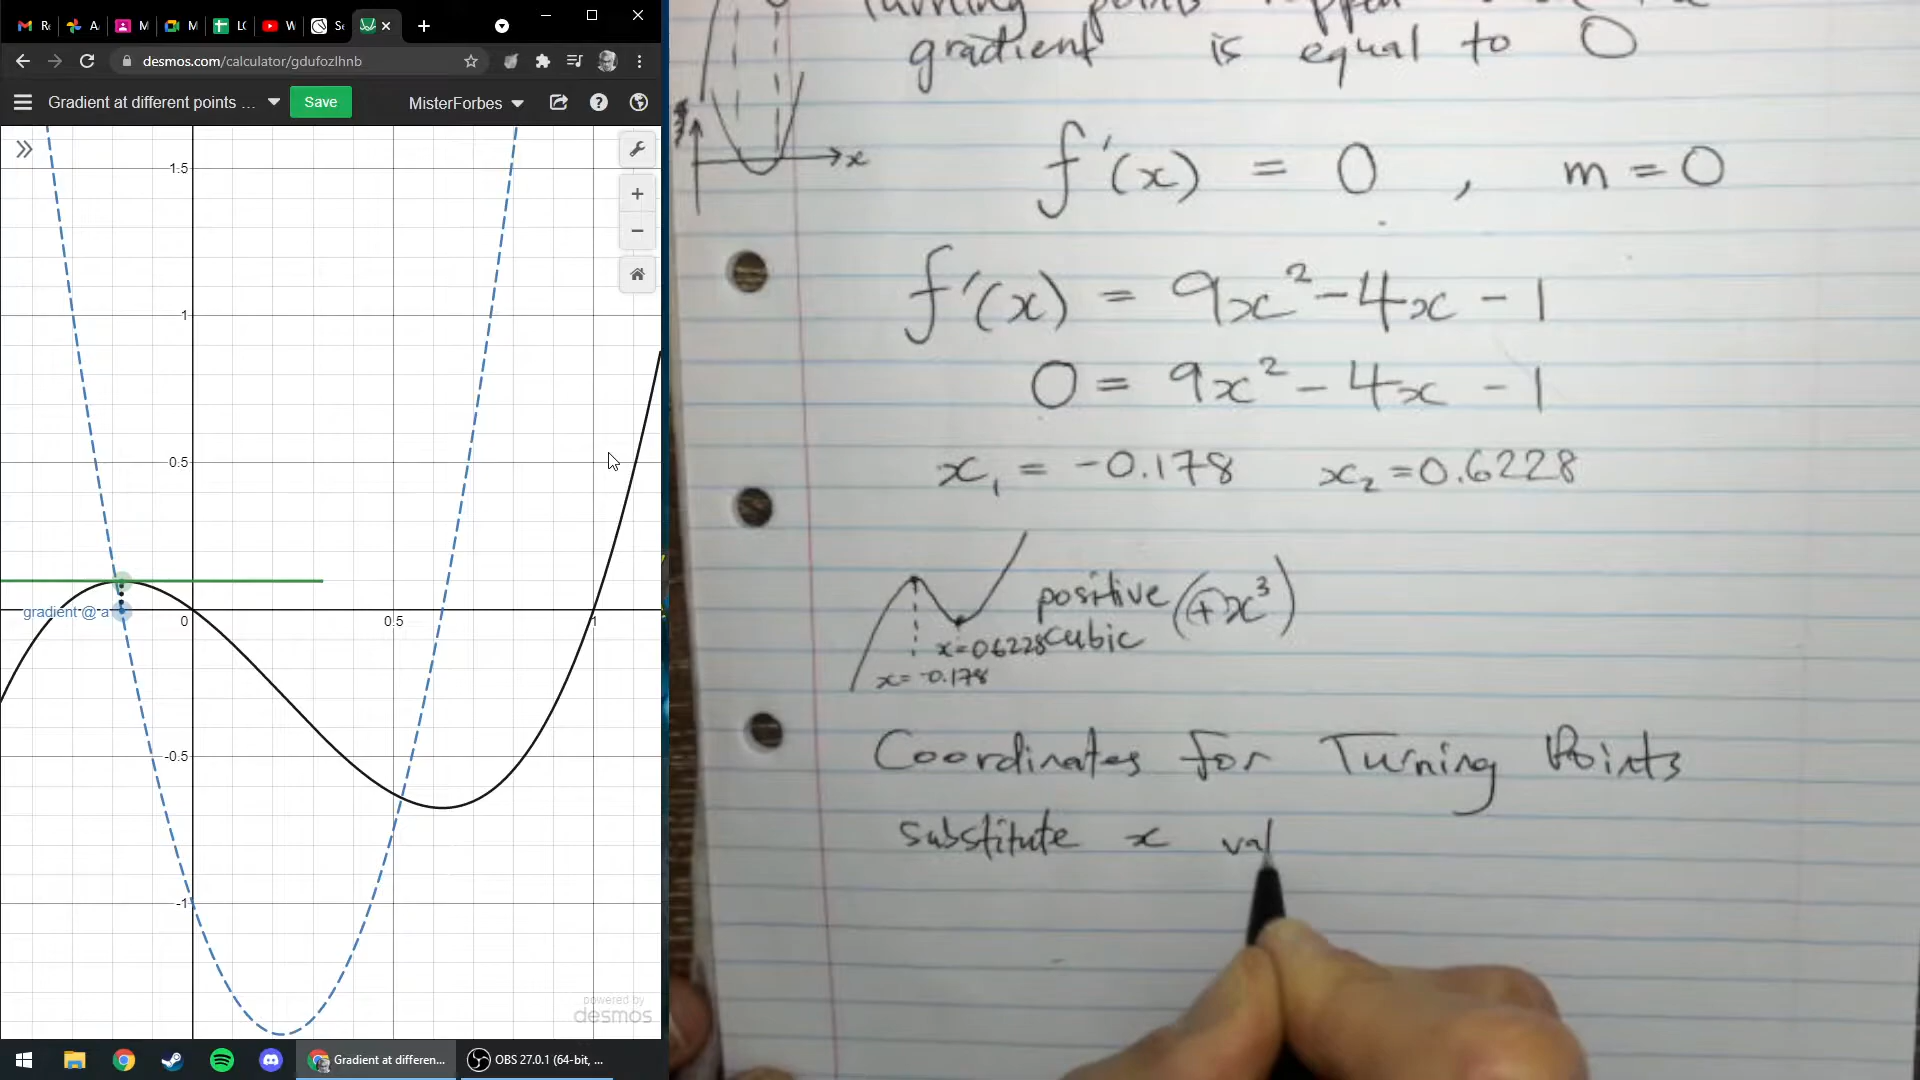 desmos.com/calculator/gdufozlhnb
Gradient at different points ...
Save
MisterForbes
1.5
1
0.5
gradient @ a
0
0.5
1
-0.5
-1
powered by
desmos
Gradient at differen...
OBS 27.0.1 (64-bit, ...
gradient is equal to 0
x
f'(x) = 0 , m = 0
f'(x) = 9x² - 4x - 1
0 = 9x² - 4x - 1
x₁ = -0.178 x₂ = 0.6228
positive (+x³)
cubic
x = 0.6228
x = -0.178
Coordinates for Turning Points
substitute x val